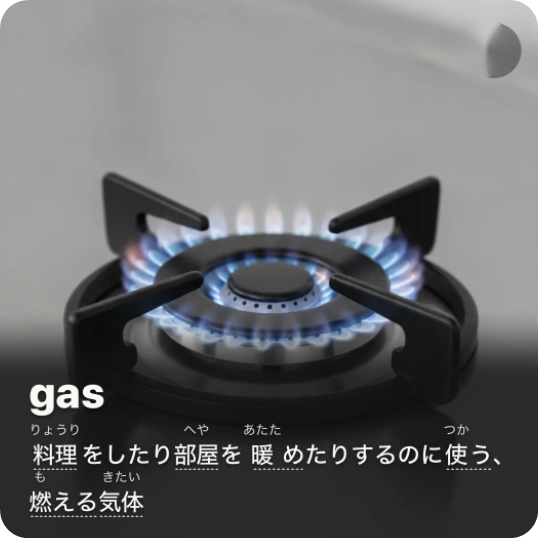 gas
りょうり へや あたた つか
料理をしたり部屋を暖めたりするのに使う、
も きたい
燃える気体